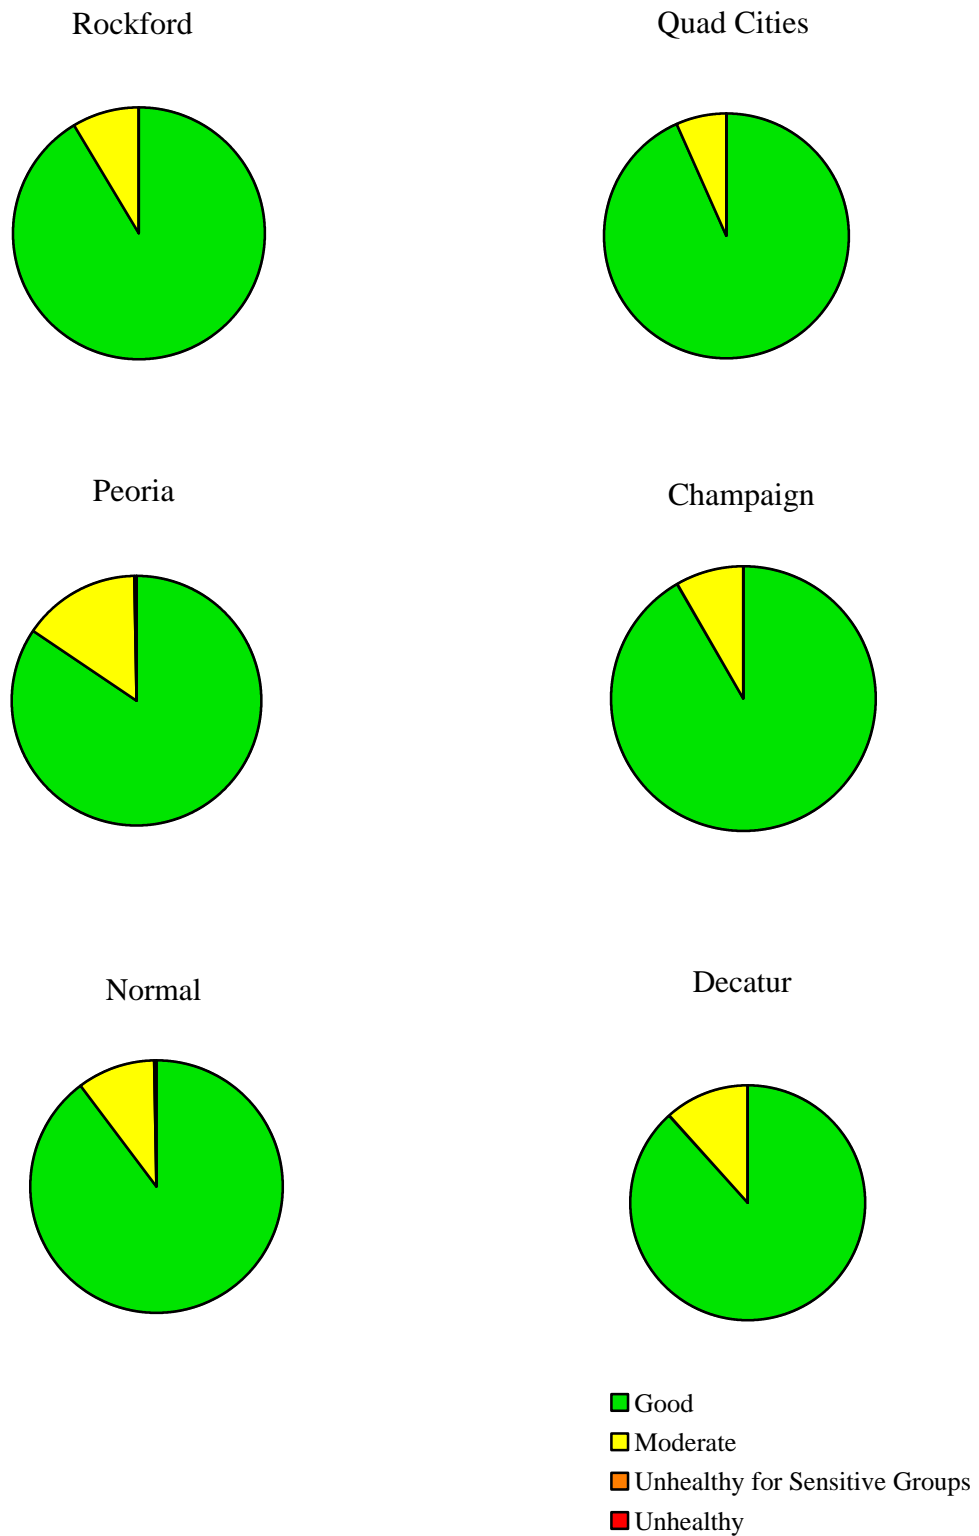 Rockford
Quad Cities
Peoria
Champaign
Normal
Decatur
Good
Moderate
Unhealthy for Sensitive Groups
Unhealthy